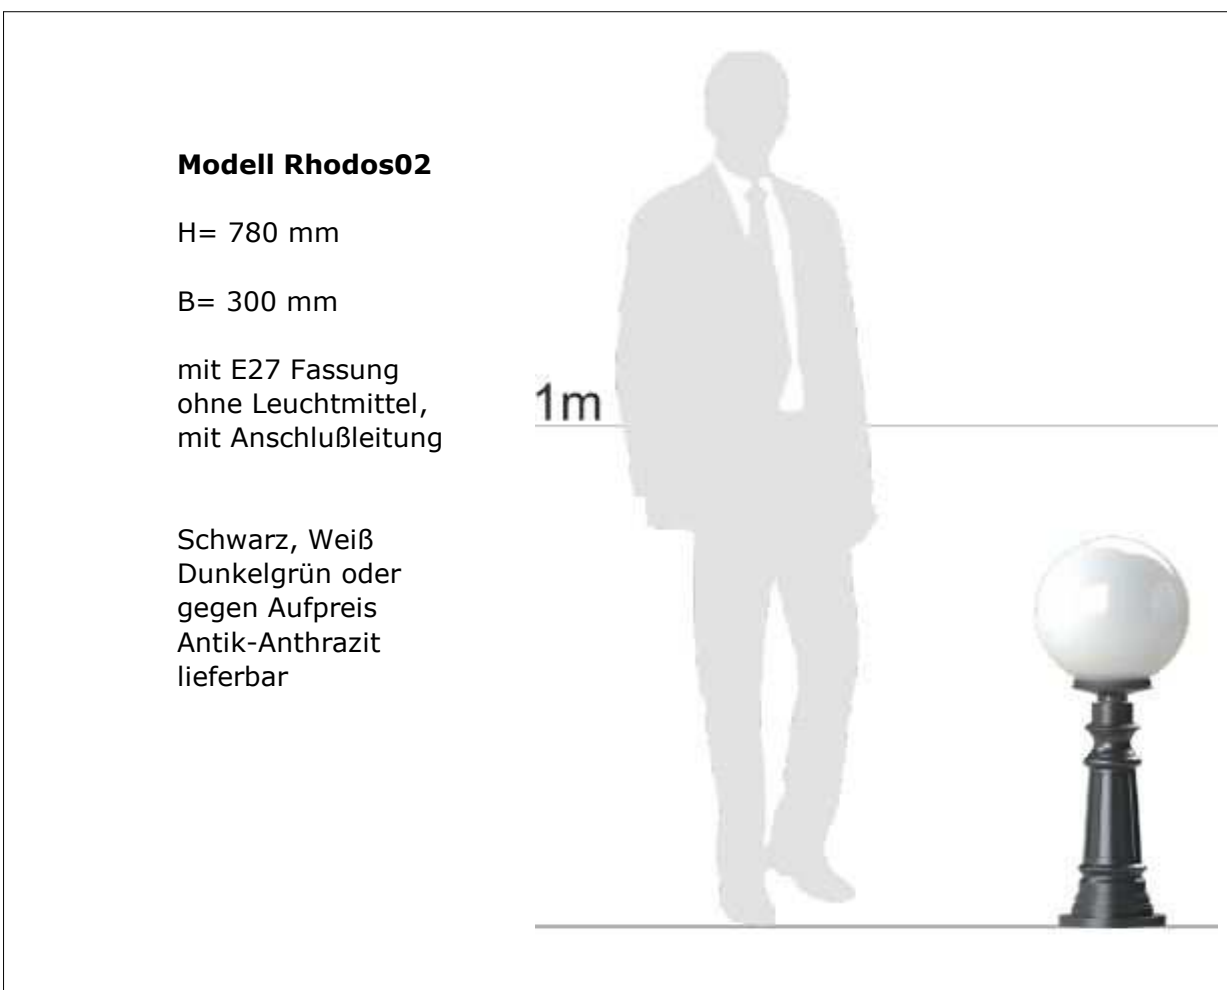 Modell Rhodos02
H= 780 mm
B= 300 mm
mit E27 Fassung
ohne Leuchtmittel,
mit Anschlußleitung
Schwarz, Weiß
Dunkelgrün oder
gegen Aufpreis
Antik-Anthrazit
lieferbar
1m